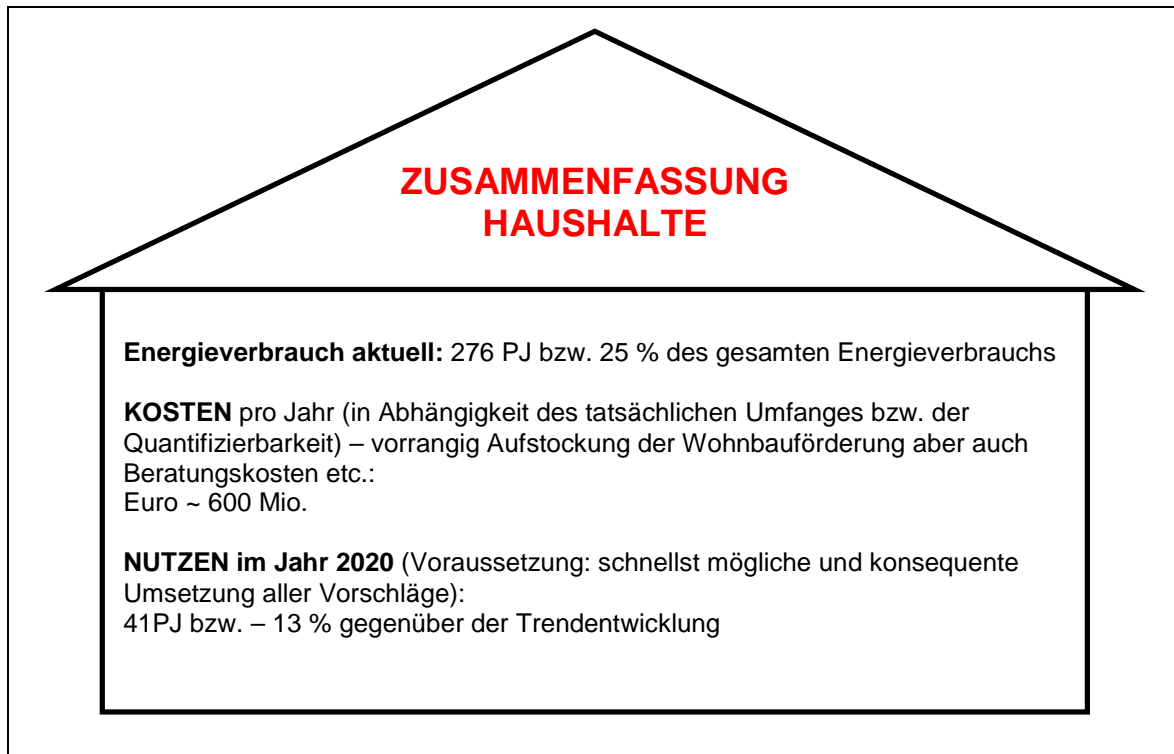 ZUSAMMENFASSUNG
HAUSHALTE
Energieverbrauch aktuell: 276 PJ bzw. 25 % des gesamten Energieverbrauchs
KOSTEN pro Jahr (in Abhängigkeit des tatsächlichen Umfanges bzw. der
Quantifizierbarkeit) – vorrangig Aufstockung der Wohnbauförderung aber auch
Beratungskosten etc.:
Euro ~ 600 Mio.
NUTZEN im Jahr 2020 (Voraussetzung: schnellst mögliche und konsequente
Umsetzung aller Vorschläge):
41PJ bzw. – 13 % gegenüber der Trendentwicklung